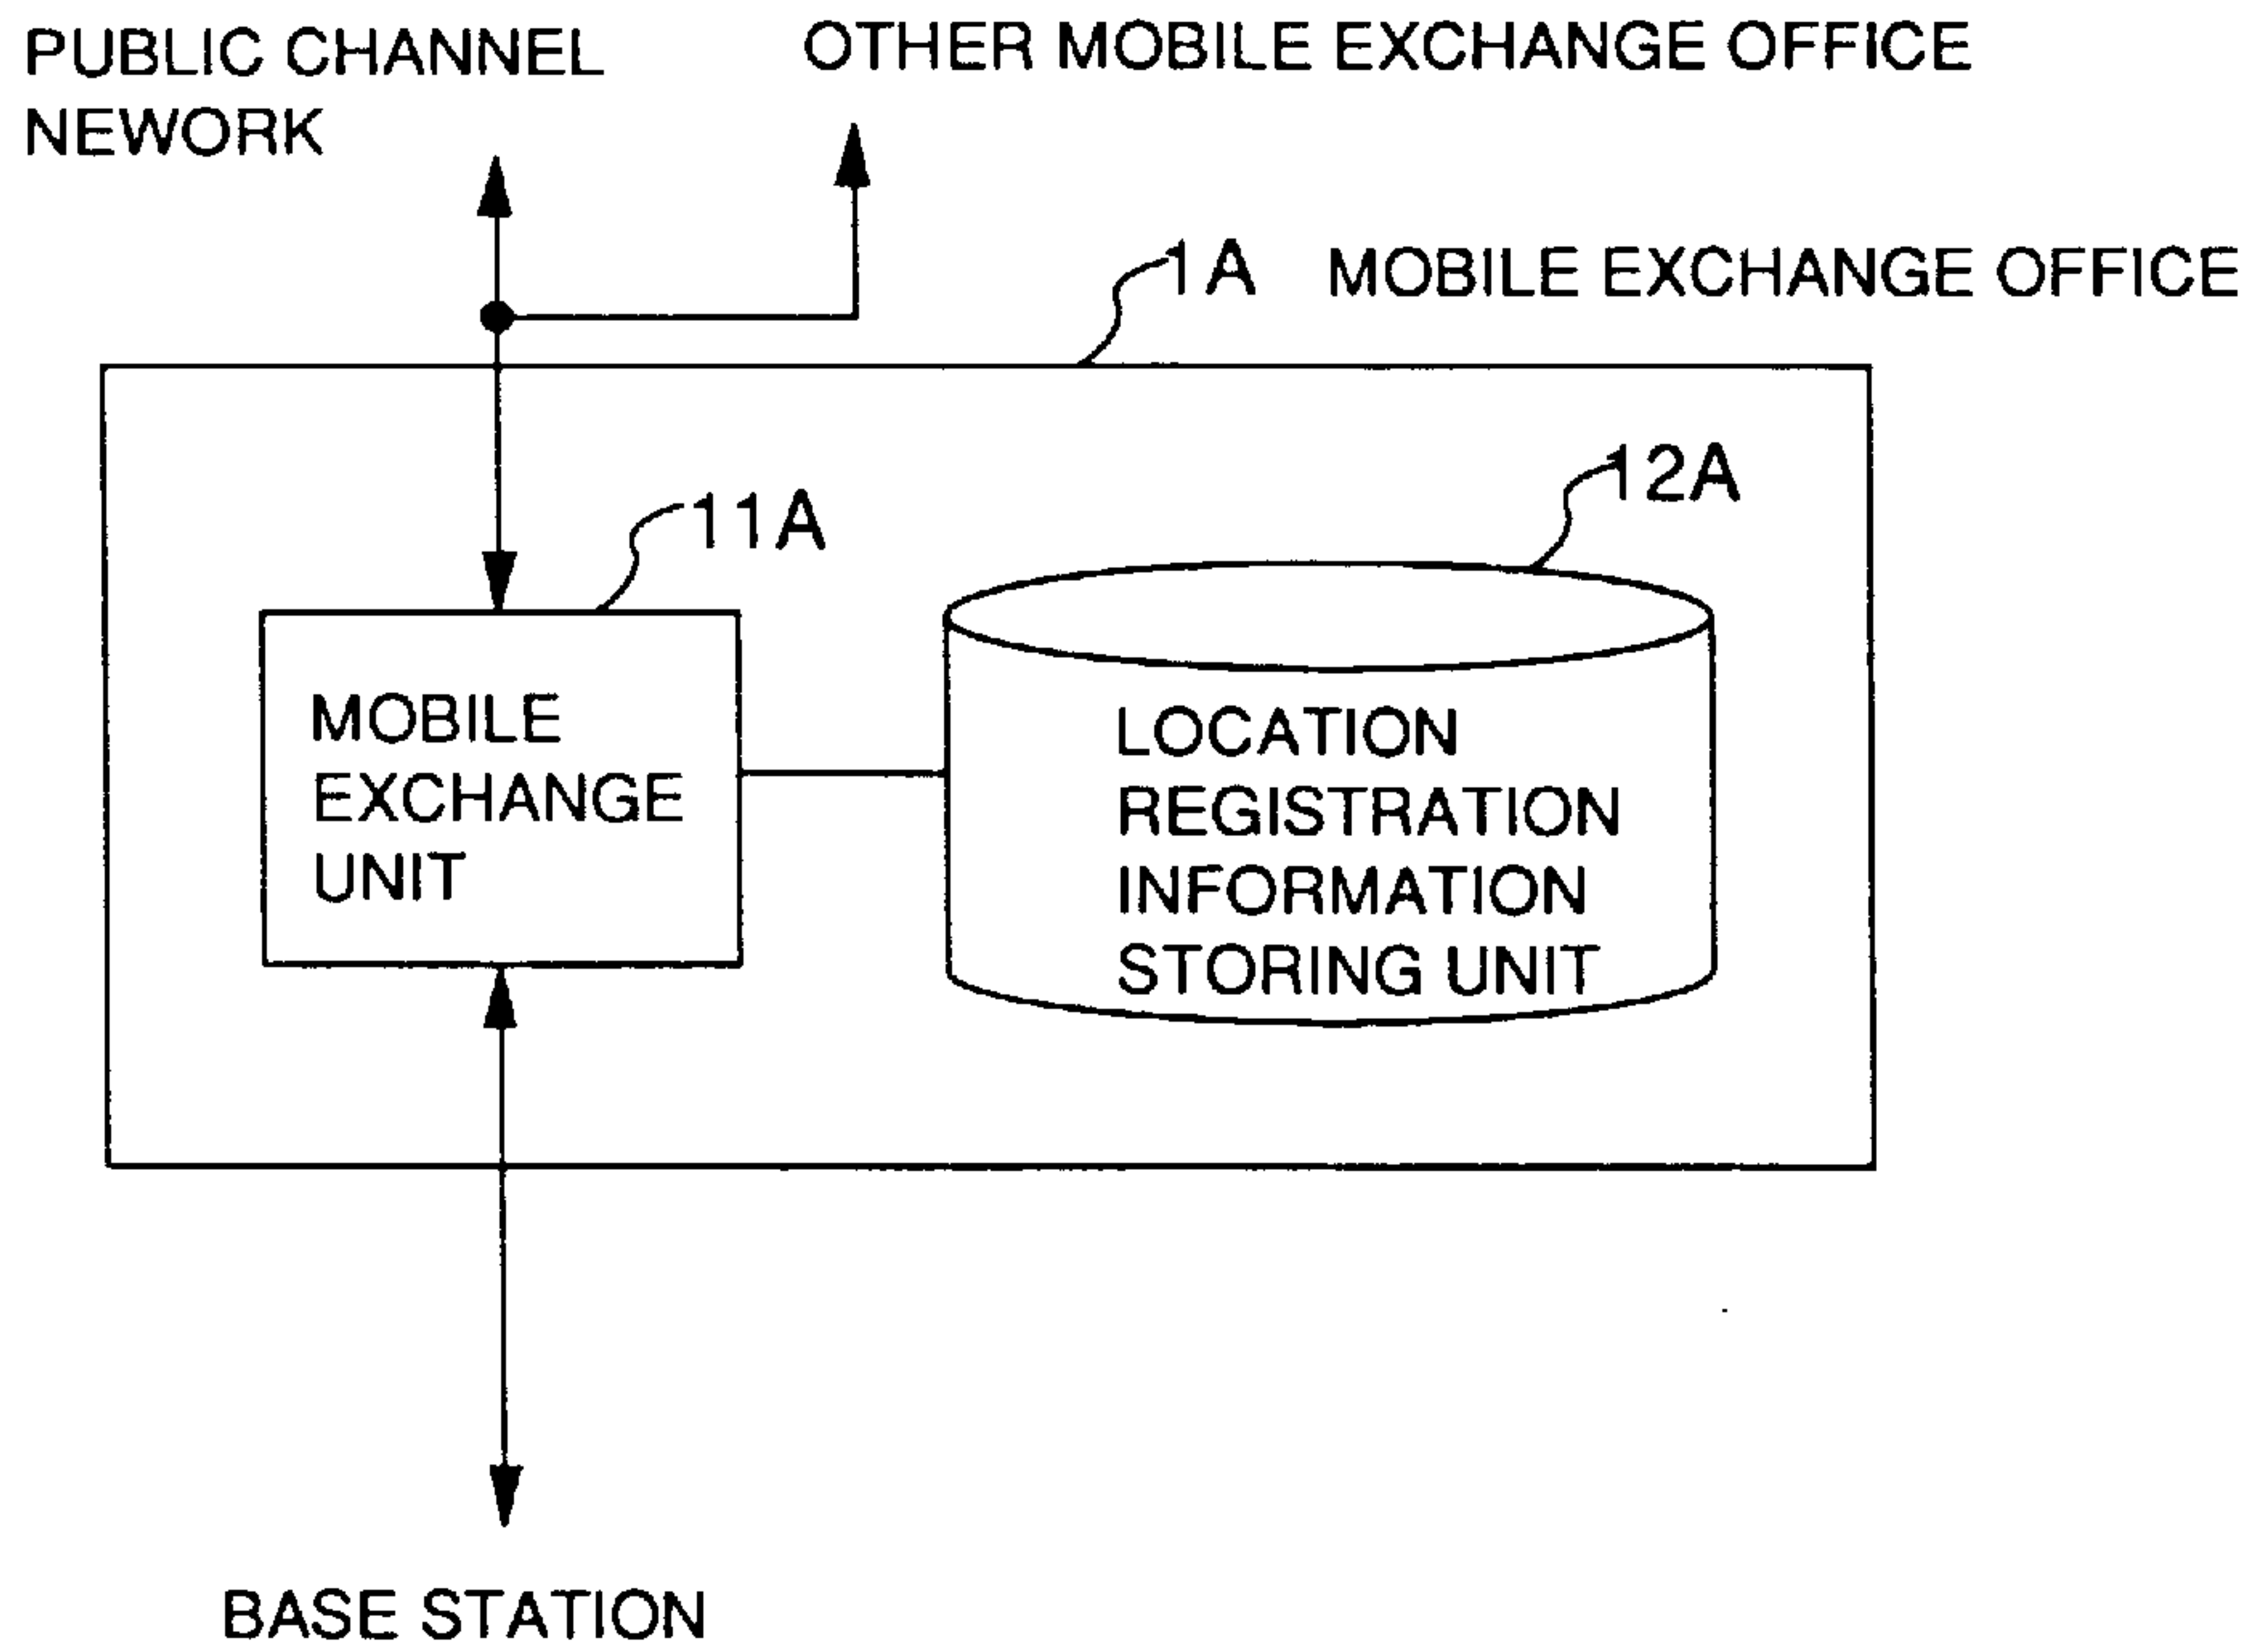 PUBLIC CHANNEL
NEWORK
OTHER MOBILE EXCHANGE OFFICE
1A MOBILE EXCHANGE OFFICE
11A
12A
MOBILE
EXCHANGE
UNIT
LOCATION
REGISTRATION
INFORMATION
STORING UNIT
BASE STATION